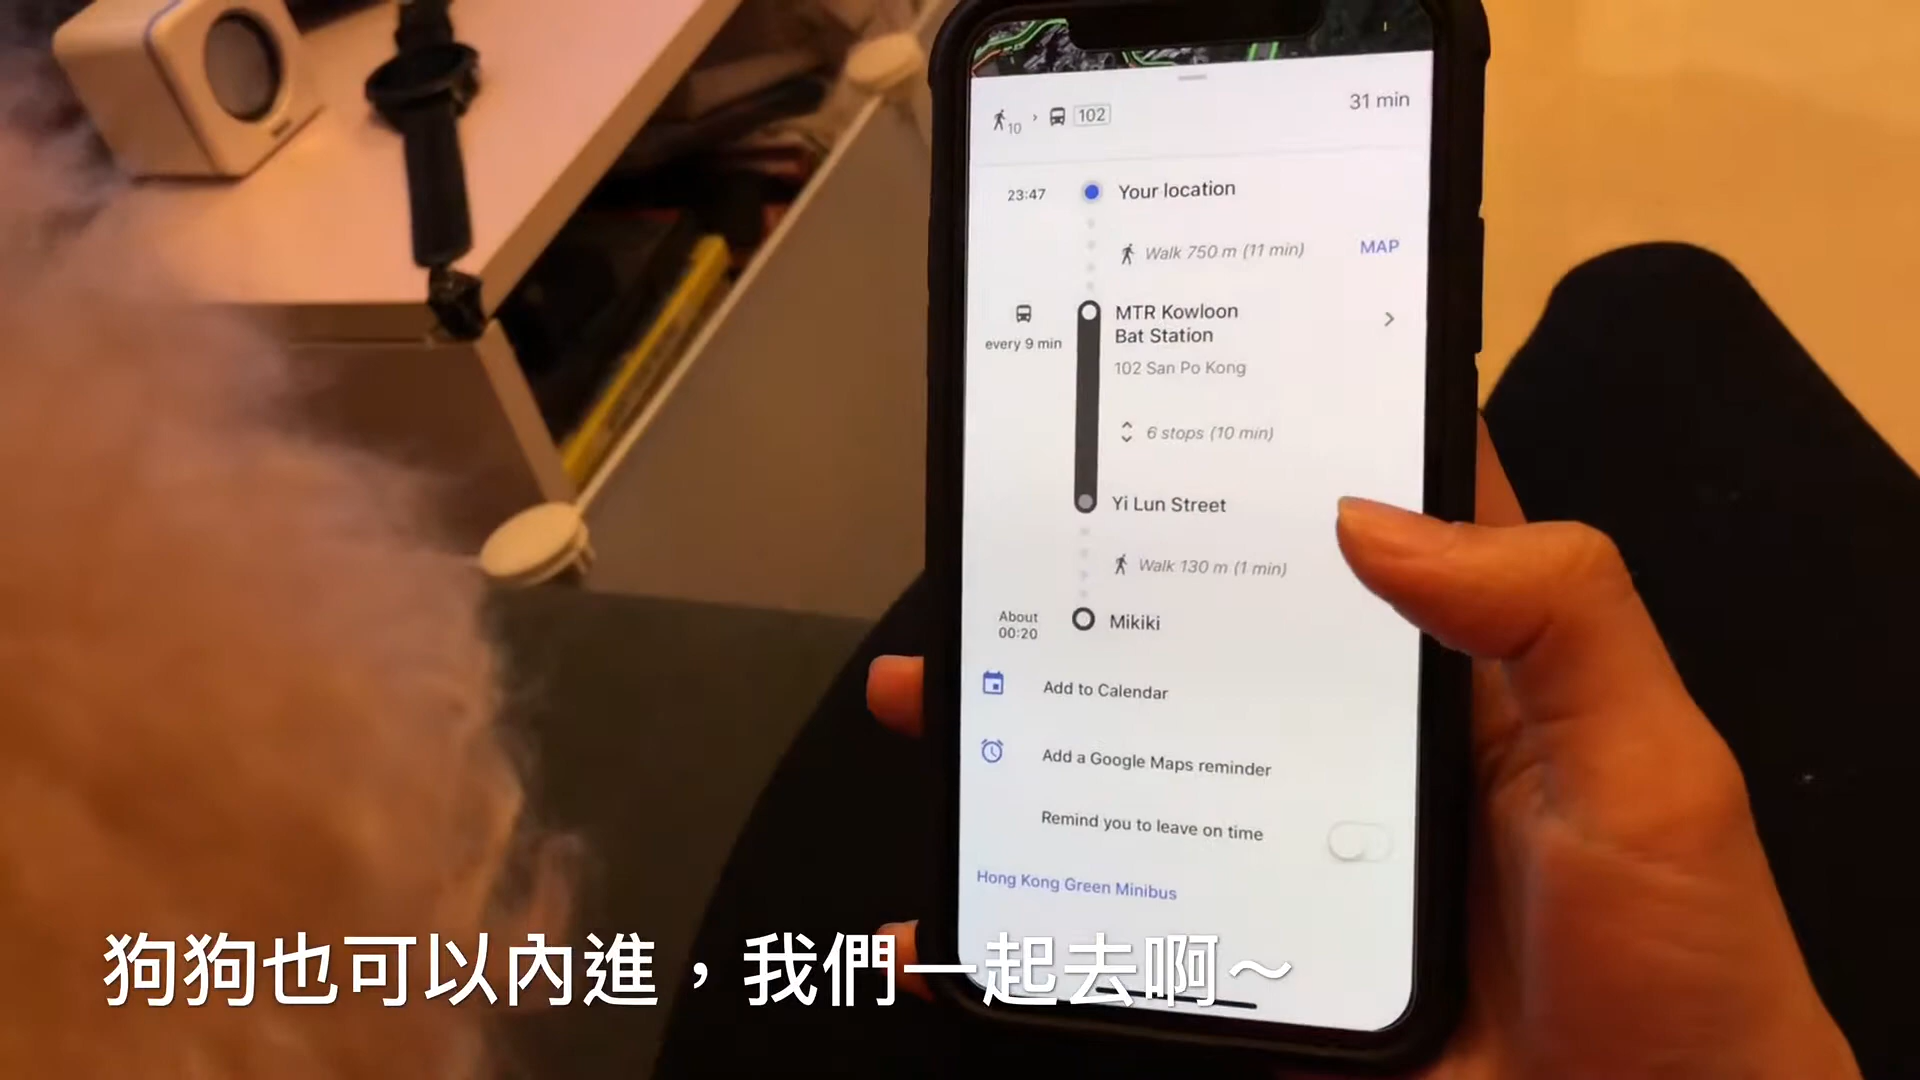 10 102 31 min
23:47 Your location
Walk 750 m (11 min) MAP
MTR Kowloon
Bat Station
every 9 min
102 San Po Kong
6 stops (10 min)
Yi Lun Street
Walk 130 m (1 min)
About
00:20
Mikiki
Add to Calendar
Add a Google Maps reminder
Remind you to leave on time
Hong Kong Green Minibus
狗狗也可以內進，我們一起去啊～